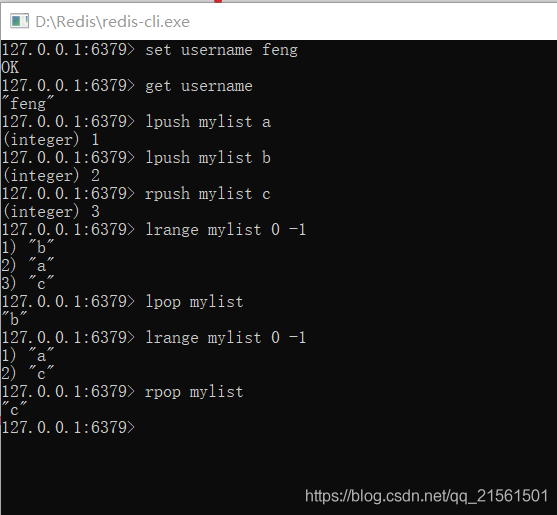 D:\Redis\redis-cli.exe
127.0.0.1:6379> set username feng
OK
127.0.0.1:6379> get username
"feng"
127.0.0.1:6379> lpush mylist a
(integer) 1
127.0.0.1:6379> lpush mylist b
(integer) 2
127.0.0.1:6379> rpush mylist c
(integer) 3
127.0.0.1:6379> lrange mylist 0 -1
1) "b"
2) "a"
3) "c"
127.0.0.1:6379> lpop mylist
"b"
127.0.0.1:6379> lrange mylist 0 -1
1) "a"
2) "c"
127.0.0.1:6379> rpop mylist
"c"
127.0.0.1:6379>
https://blog.csdn.net/qq_21561501